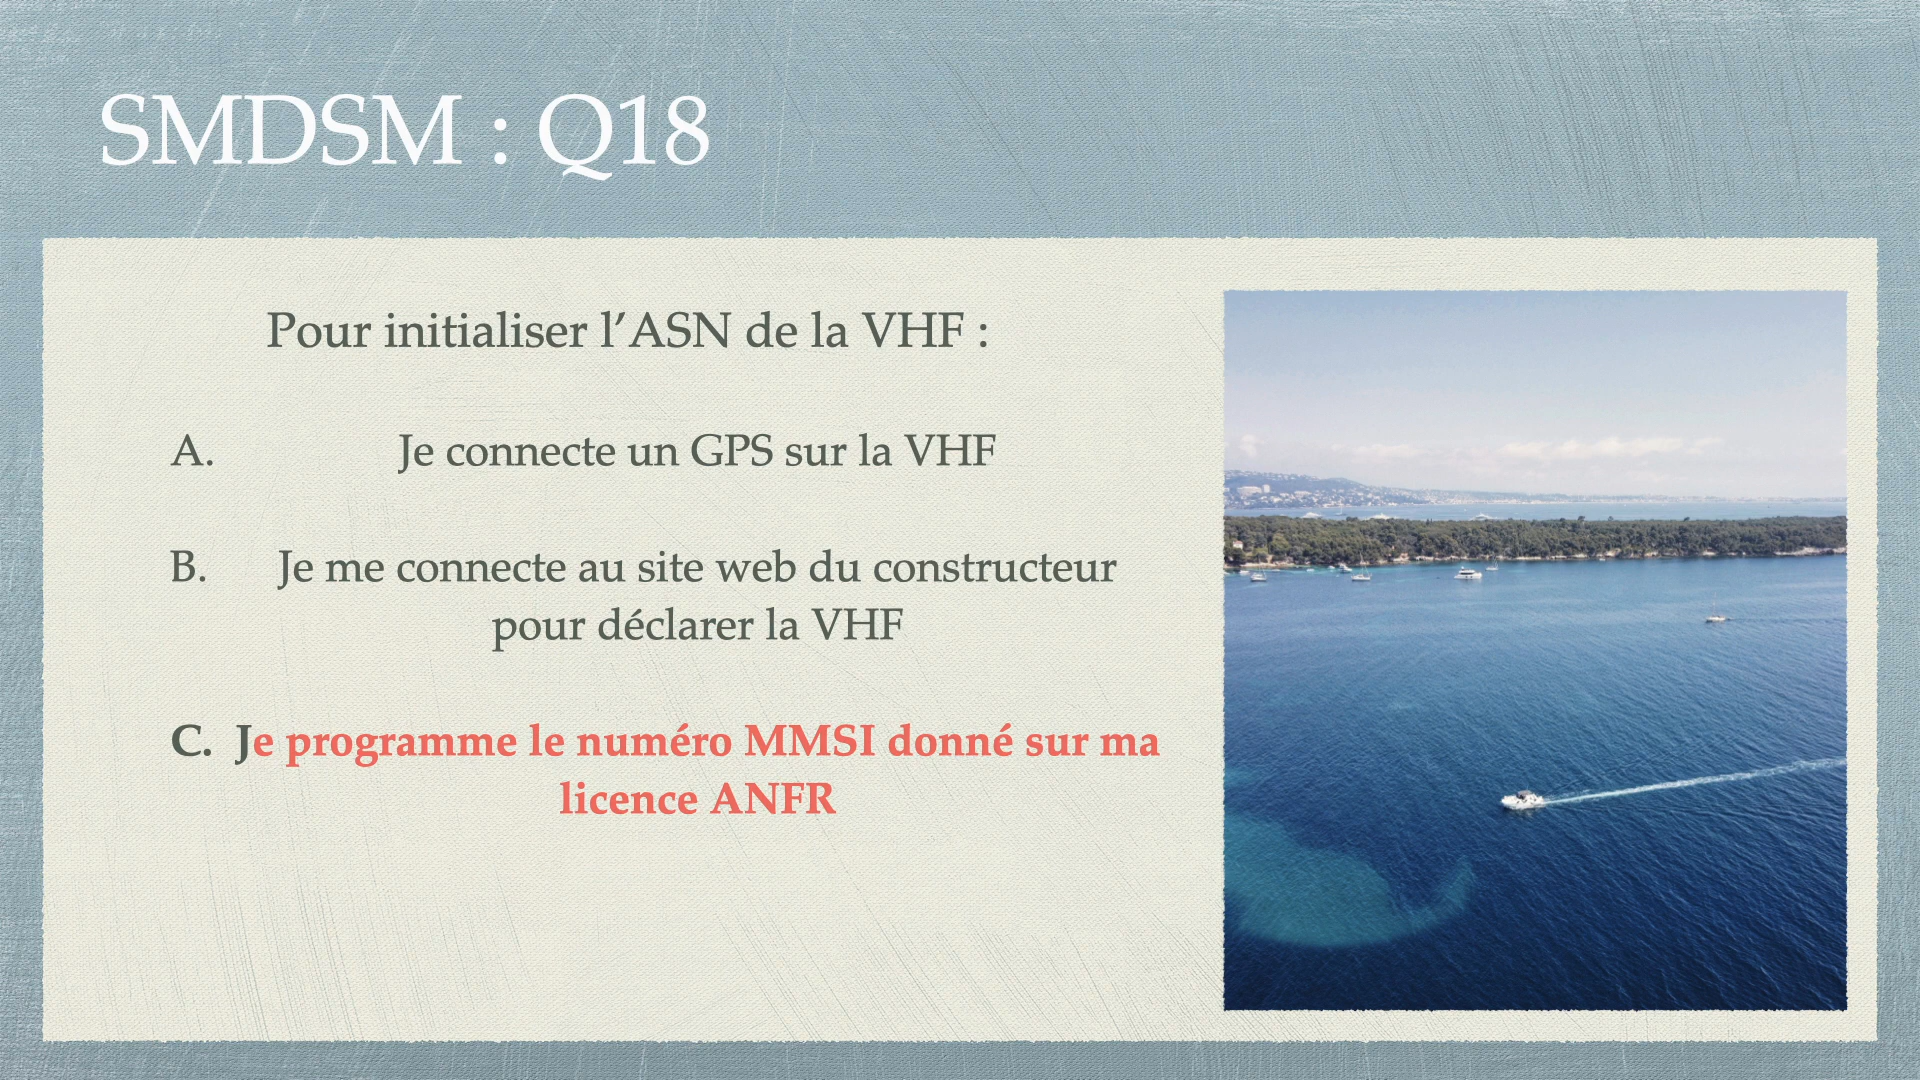 SMDSM : Q18
Pour initialiser l’ASN de la VHF :
A. Je connecte un GPS sur la VHF
B. Je me connecte au site web du constructeur
pour déclarer la VHF
C. Je programme le numéro MMSI donné sur ma
licence ANFR